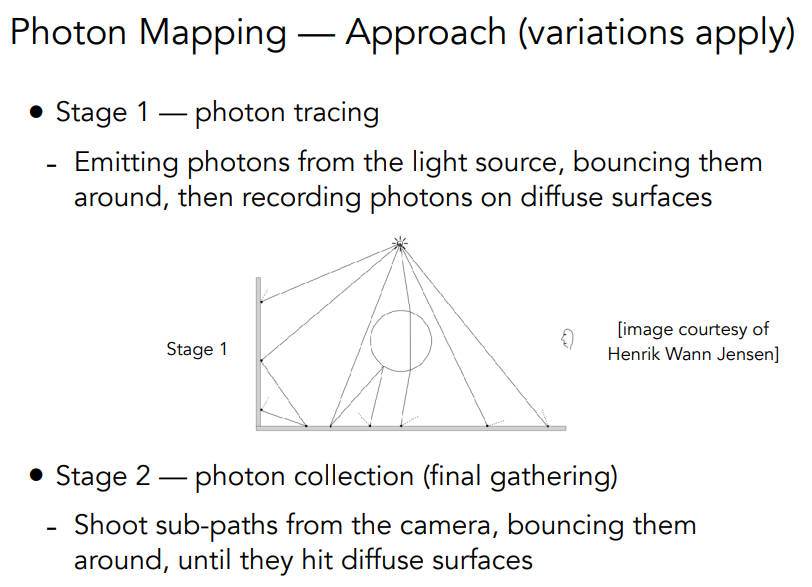 Photon Mapping — Approach (variations apply)
• Stage 1 — photon tracing
- Emitting photons from the light source, bouncing them
around, then recording photons on diffuse surfaces
Stage 1
[image courtesy of
Henrik Wann Jensen]
• Stage 2 — photon collection (final gathering)
- Shoot sub-paths from the camera, bouncing them
around, until they hit diffuse surfaces